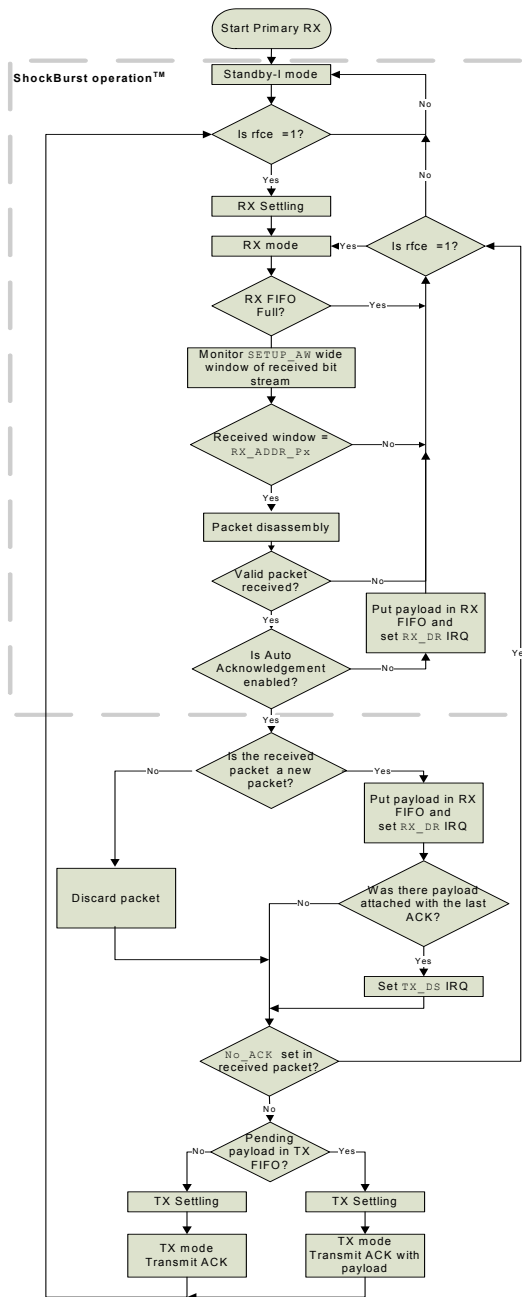 Start Primary RX
ShockBurst operation™
Standby-I mode
No
Is rfce =1?
Yes
No
RX Settling
RX mode
Yes
Is rfce =1?
RX FIFO
Full?
Yes
Monitor SETUP_AW wide
window of received bit
stream
Received window =
RX_ADDR_Px
No
Yes
Packet disassembly
Valid packet
received?
No
Yes
Put payload in RX
FIFO and
set RX_DR IRQ
Ye
Is Auto
Acknowledgement
enabled?
No
Yes
Is the received
packet a new
packet?
No
Yes
Put payload in RX
FIFO and
set RX_DR IRQ
Discard packet
Was there payload
attached with the last
ACK?
No
Yes
Set TX_DS IRQ
No_ACK set in
received packet?
No
Pending
payload in TX
FIFO?
No
Yes
TX Settling
TX Settling
TX mode
Transmit ACK
TX mode
Transmit ACK with
payload